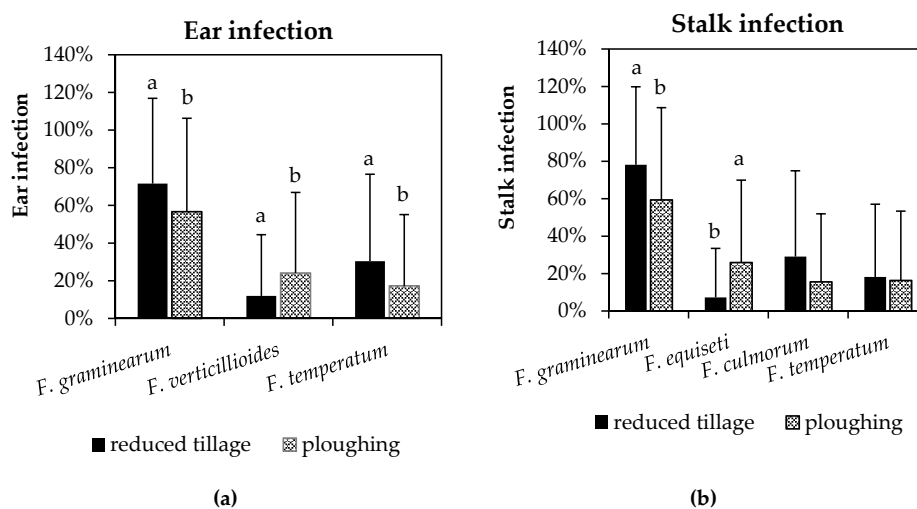 Ear infection
140%
120%
100%
80%
60%
40%
20%
0%
Ear infection
a
b
a
b
a
b
F. graminearum
F. verticillioides
F. temperatum
reduced tillage
ploughing
(a)
Stalk infection
140%
120%
100%
80%
60%
40%
20%
0%
Stalk infection
a
b
b
a
F. graminearum
F. equiseti
F. culmorum
F. temperatum
reduced tillage
ploughing
(b)